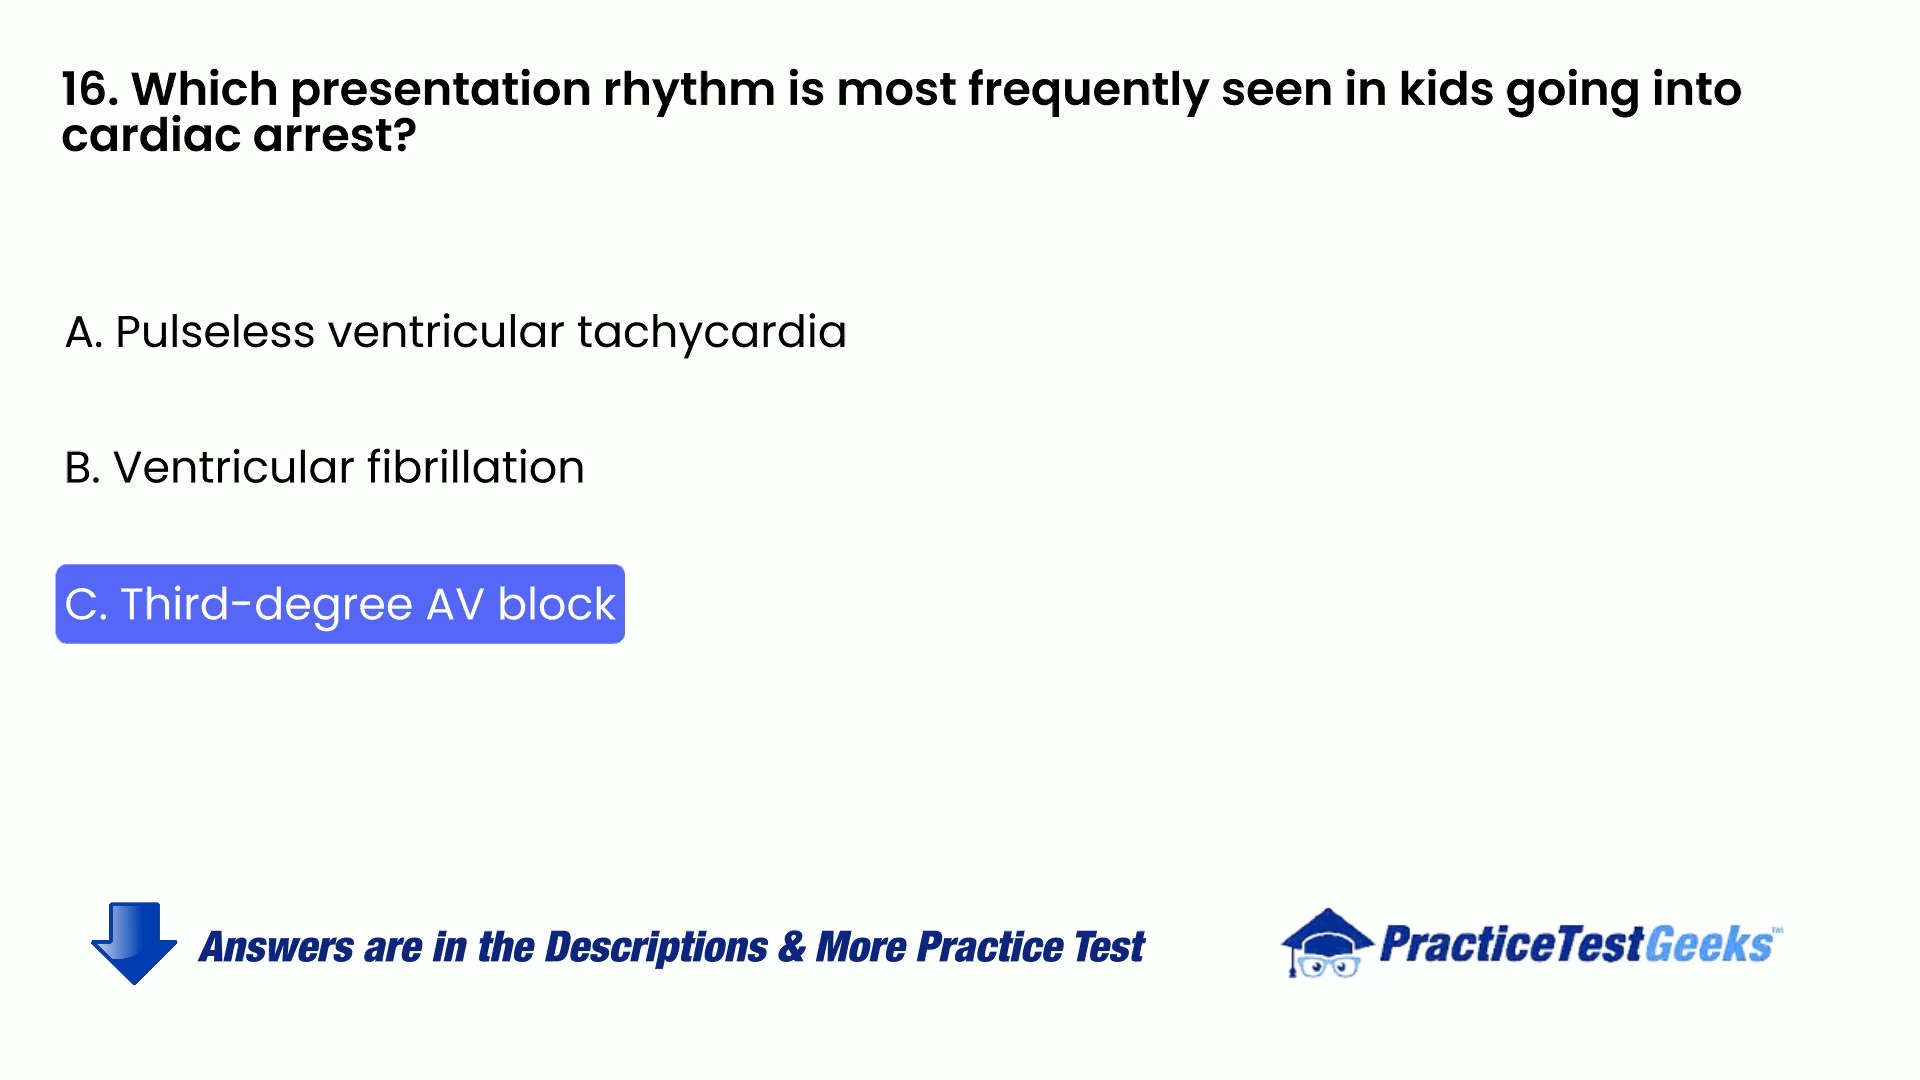 16. Which presentation rhythm is most frequently seen in kids going into
cardiac arrest?
A. Pulseless ventricular tachycardia
B. Ventricular fibrillation
C. Third-degree AV block
Answers are in the Descriptions & More Practice Test
PracticeTestGeeks™